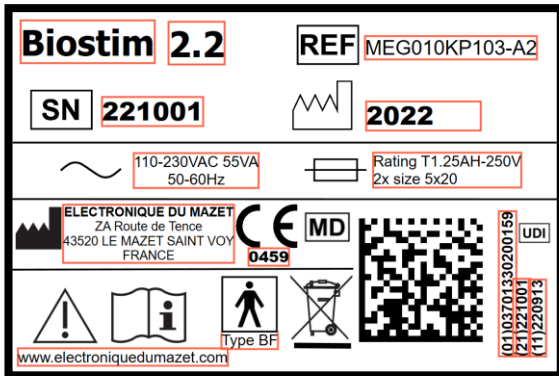 Biostim 2.2
REF MEG010KP103-A2
SN 221001
2022
110-230VAC 55VA
50-60Hz
Rating T1.25AH-250V
2x size 5x20
ELECTRONIQUE DU MAZET
ZA Route de Tence
43520 LE MAZET SAINT VOY
FRANCE
CE
0459
MD
(01)03701330200159
(21)221001
(11)220913
UDI
Type BF
www.electroniquedumazet.com